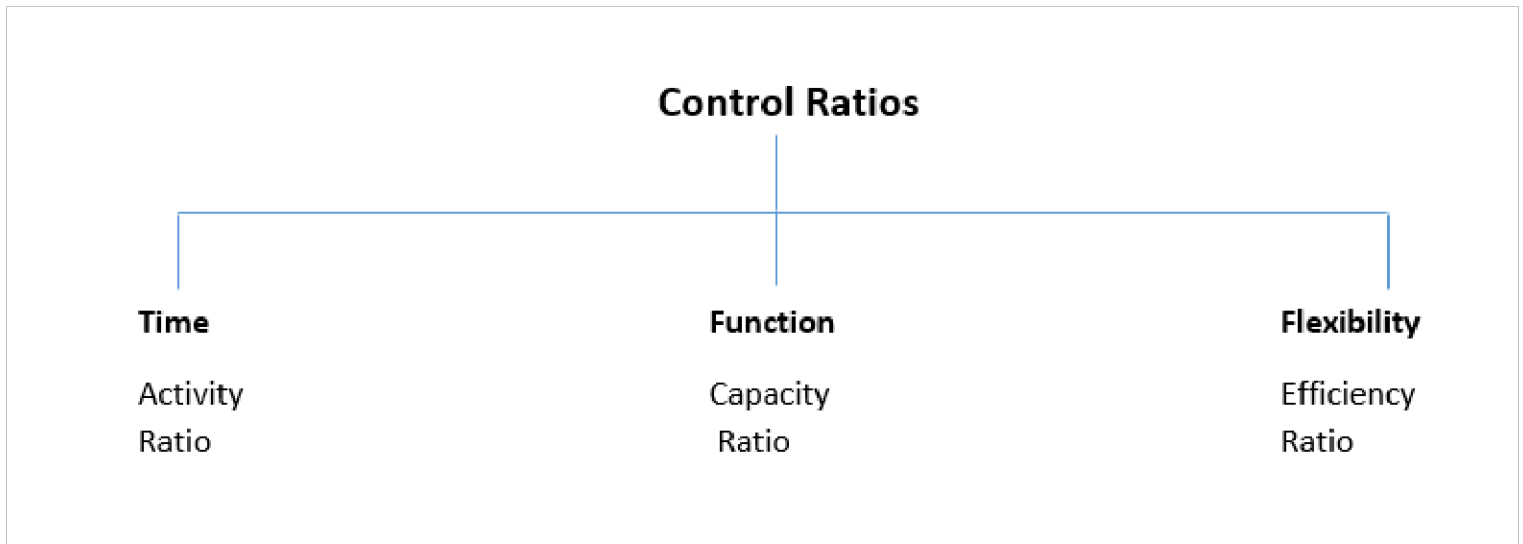 Control Ratios
Time
Function
Flexibility
Activity
Ratio
Capacity
Ratio
Efficiency
Ratio